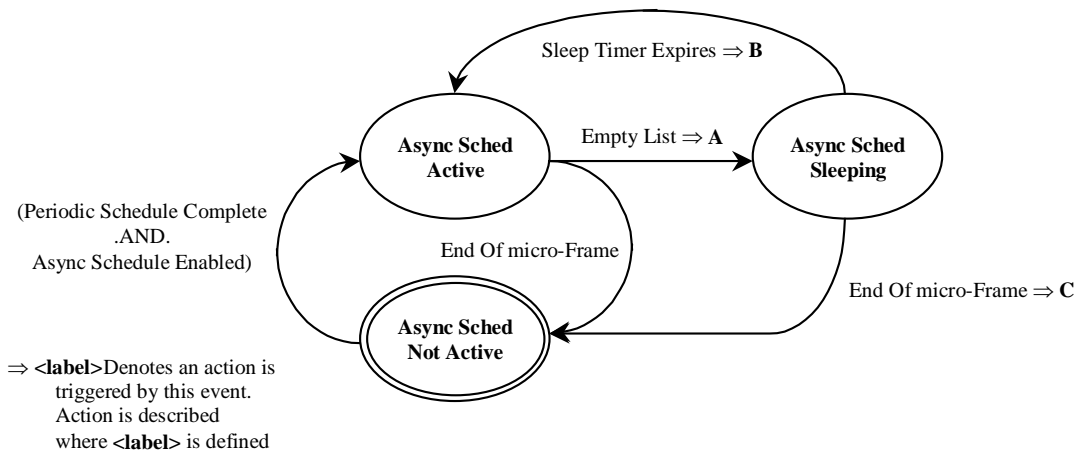 Sleep Timer Expires ⇒ B
Async Sched
Active
Empty List ⇒ A
Async Sched
Sleeping
(Periodic Schedule Complete
.AND.
Async Schedule Enabled)
End Of micro-Frame
End Of micro-Frame ⇒ C
Async Sched
Not Active
⇒ <label>Denotes an action is
triggered by this event.
Action is described
where <label> is defined